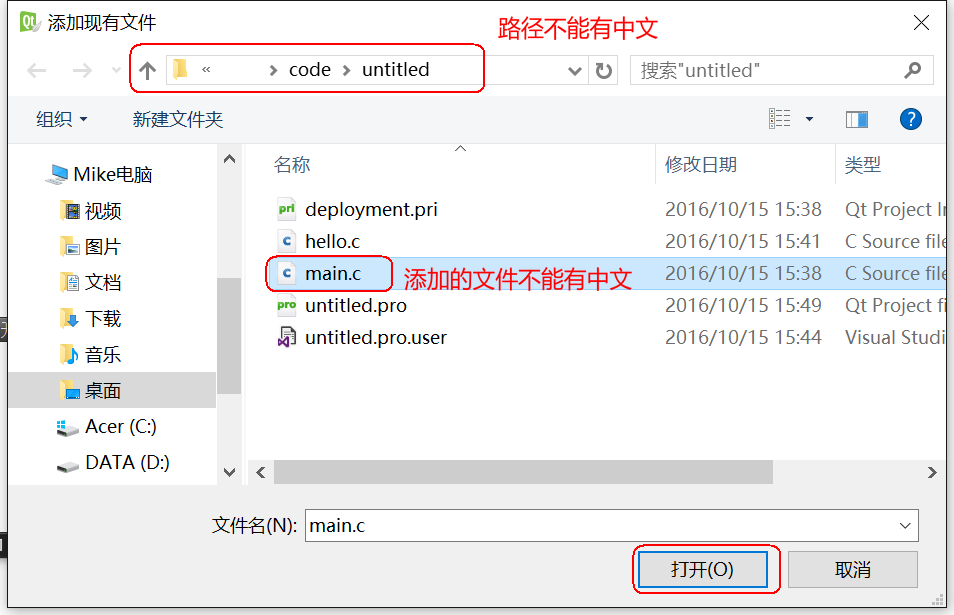 添加现有文件
路径不能有中文
« › code › untitled
搜索"untitled"
组织 新建文件夹
Mike电脑
视频
图片
文档
下载
音乐
桌面
Acer (C:)
DATA (D:)
名称 修改日期 类型
deployment.pri 2016/10/15 15:38 Qt Project I
hello.c 2016/10/15 15:41 C Source file
main.c 添加的文件不能有中文 2016/10/15 15:38 C Source file
untitled.pro 2016/10/15 15:49 Qt Project fi
untitled.pro.user 2016/10/15 15:44 Visual Studi
文件名(N): main.c
打开(O) 取消